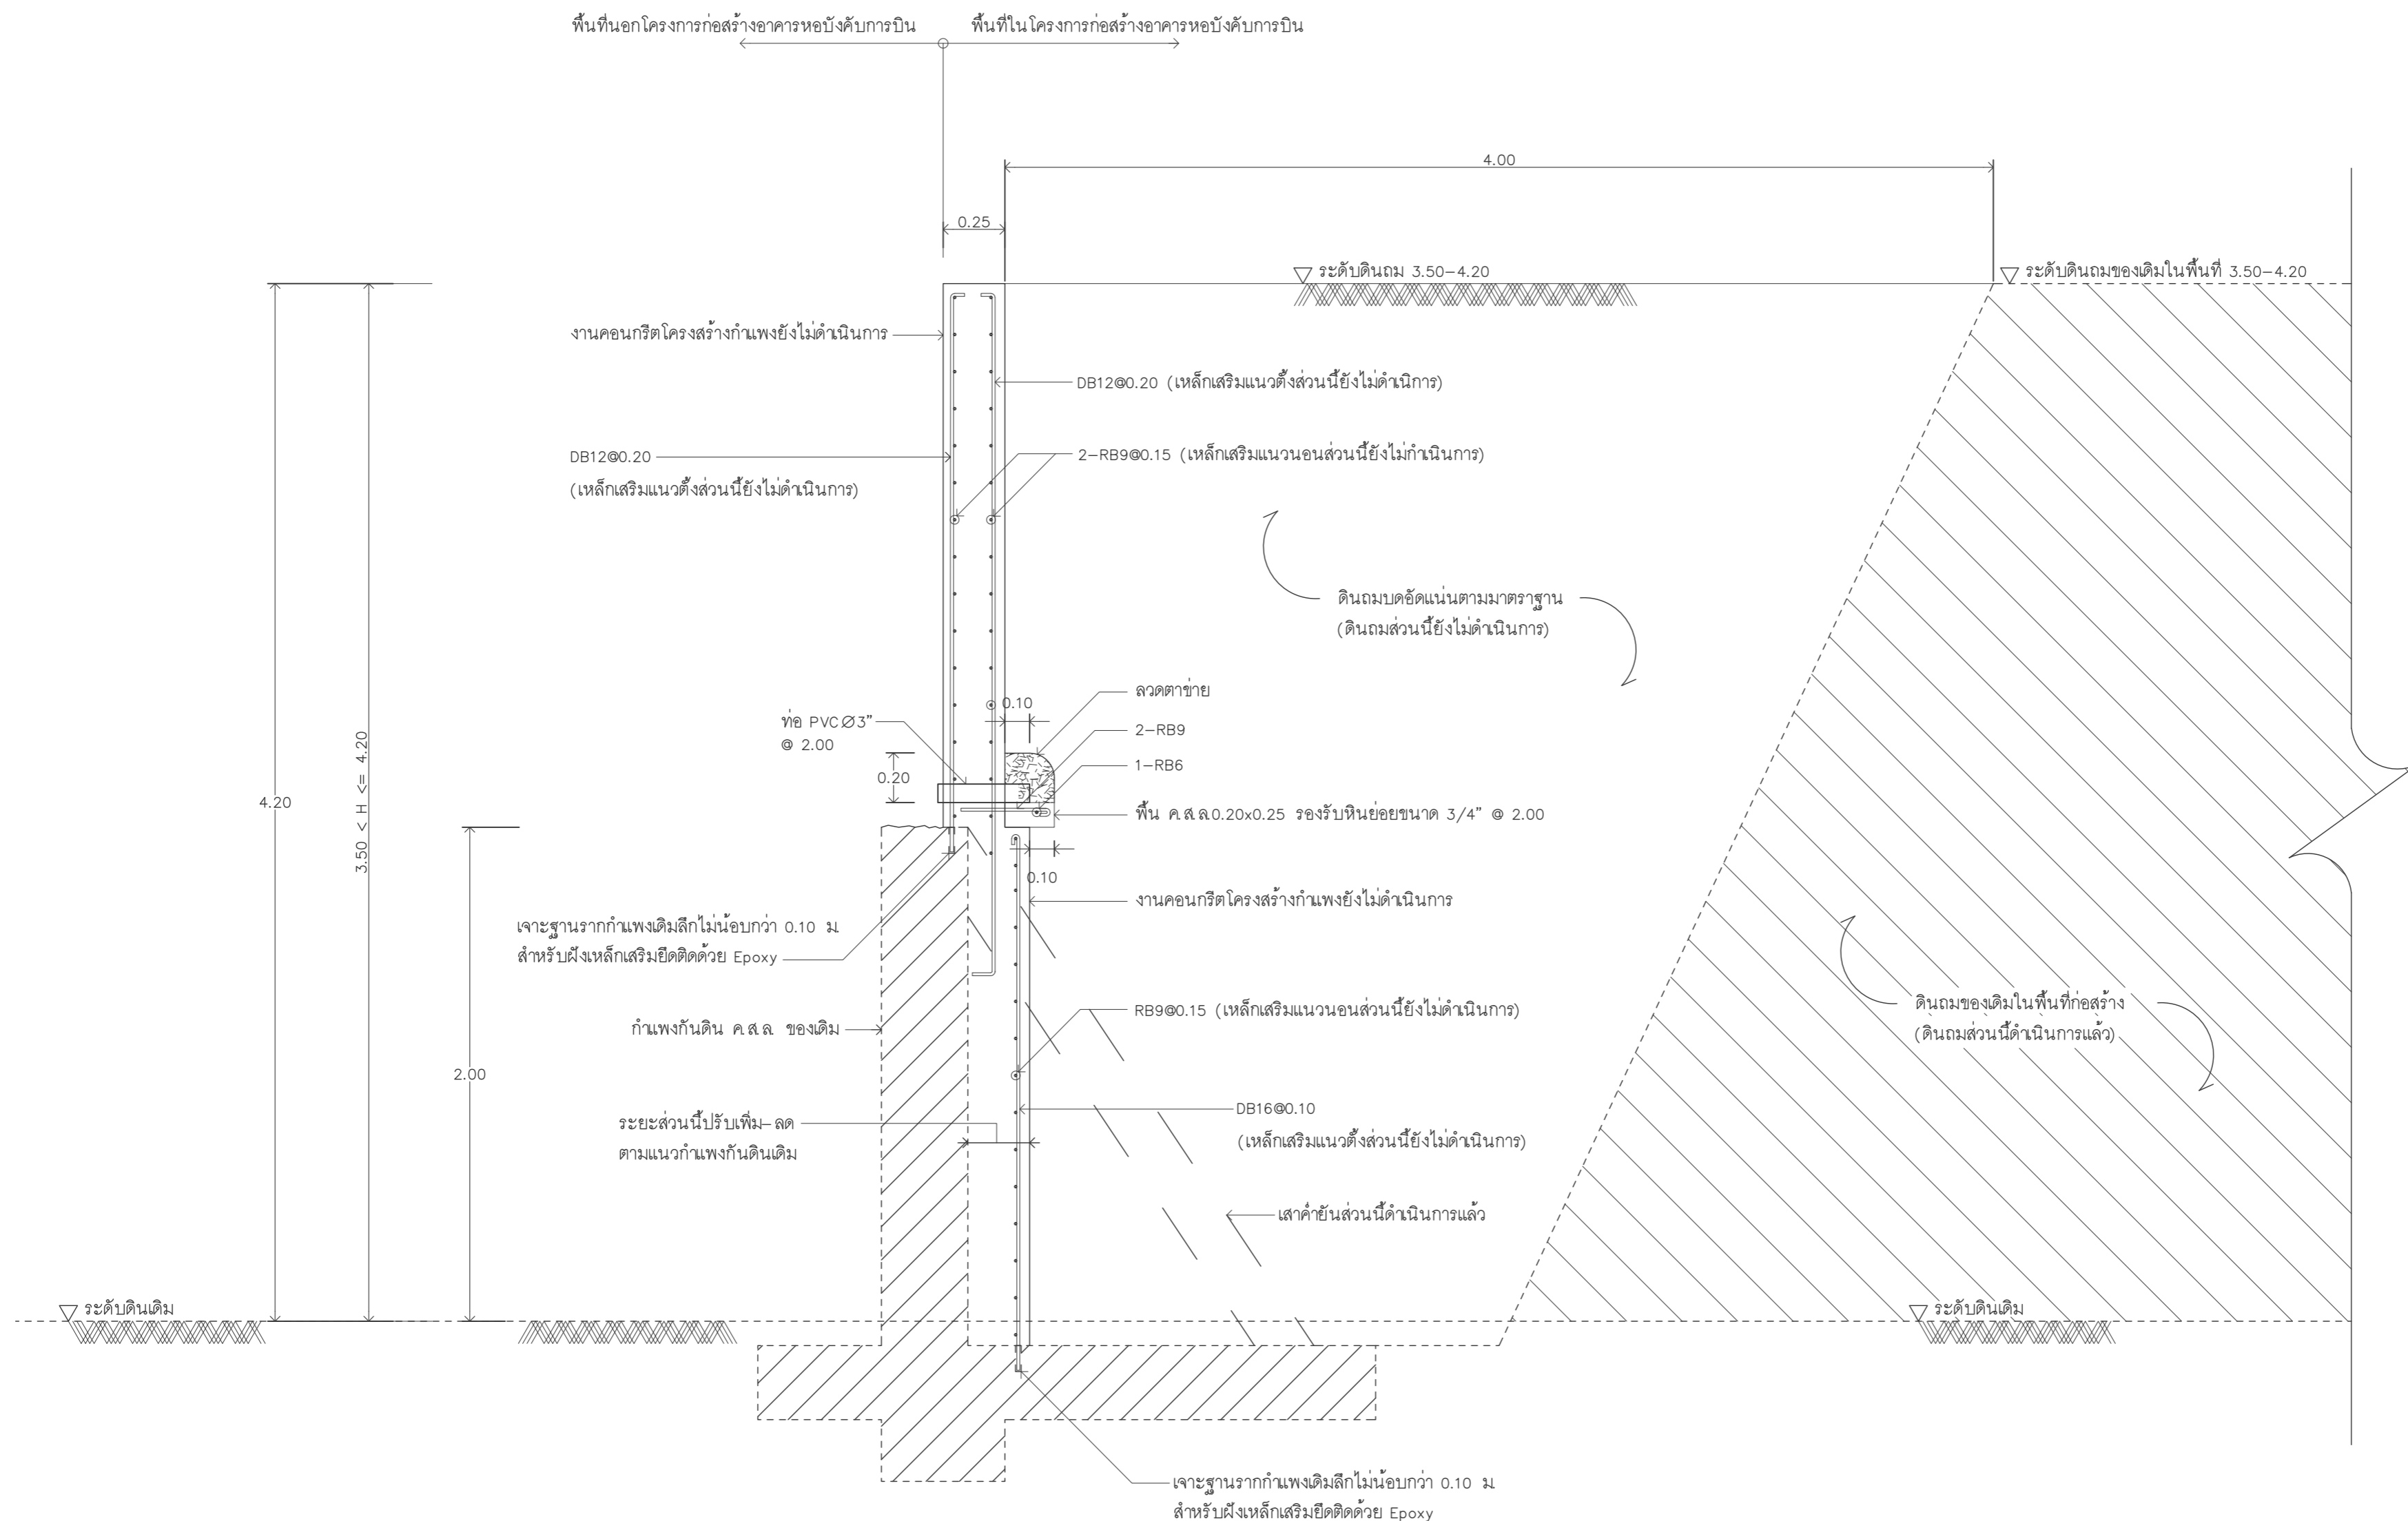 พื้นที่นอกโครงการก่อสร้างอาคารหอบังคับการบิน
พื้นที่ในโครงการก่อสร้างอาคารหอบังคับการบิน
4.00
0.25
ระดับดินถม 3.50-4.20
ระดับดินถมของเดิมในพื้นที่ 3.50-4.20
งานคอนกรีตโครงสร้างกำแพงยังไม่ดำเนินการ
DB12@0.20 (เหล็กเสริมแนวตั้งส่วนนี้ยังไม่ดำเนิการ)
DB12@0.20
(เหล็กเสริมแนวตั้งส่วนนี้ยังไม่ดำเนินการ)
2-RB9@0.15 (เหล็กเสริมแนวนอนส่วนนี้ยังไม่กำเนินการ)
ดินถมบดอัดแน่นตามมาตราฐาน
(ดินถมส่วนนี้ยังไม่ดำเนินการ)
ลวดตาข่าย
0.10
ท่อ PVC Ø3"
@ 2.00
2-RB9
1-RB6
0.20
4.20
3.50 < H <= 4.20
พื้น ค.ส.ล.0.20x0.25 รองรับหินย่อยขนาด 3/4" @ 2.00
0.10
งานคอนกรีตโครงสร้างกำแพงยังไม่ดำเนินการ
เจาะฐานรากกำแพงเดิมลึกไม่น้อบกว่า 0.10 ม.
สำหรับฝังเหล็กเสริมยึดติดด้วย Epoxy
RB9@0.15 (เหล็กเสริมแนวนอนส่วนนี้ยังไม่ดำเนินการ)
กำแพงกันดิน ค.ส.ล. ของเดิม
ดินถมของเดิมในพื้นที่ก่อสร้าง
(ดินถมส่วนนี้ดำเนินการแล้ว)
2.00
DB16@0.10
(เหล็กเสริมแนวตั้งส่วนนี้ยังไม่ดำเนินการ)
ระยะส่วนนี้ปรับเพิ่ม-ลด
ตามแนวกำแพงกันดินเดิม
เสาค่ำยันส่วนนี้ดำเนินการแล้ว
ระดับดินเดิม
ระดับดินเดิม
เจาะฐานรากกำแพงเดิมลึกไม่น้อบกว่า 0.10 ม.
สำหรับฝังเหล็กเสริมยึดติดด้วย Epoxy